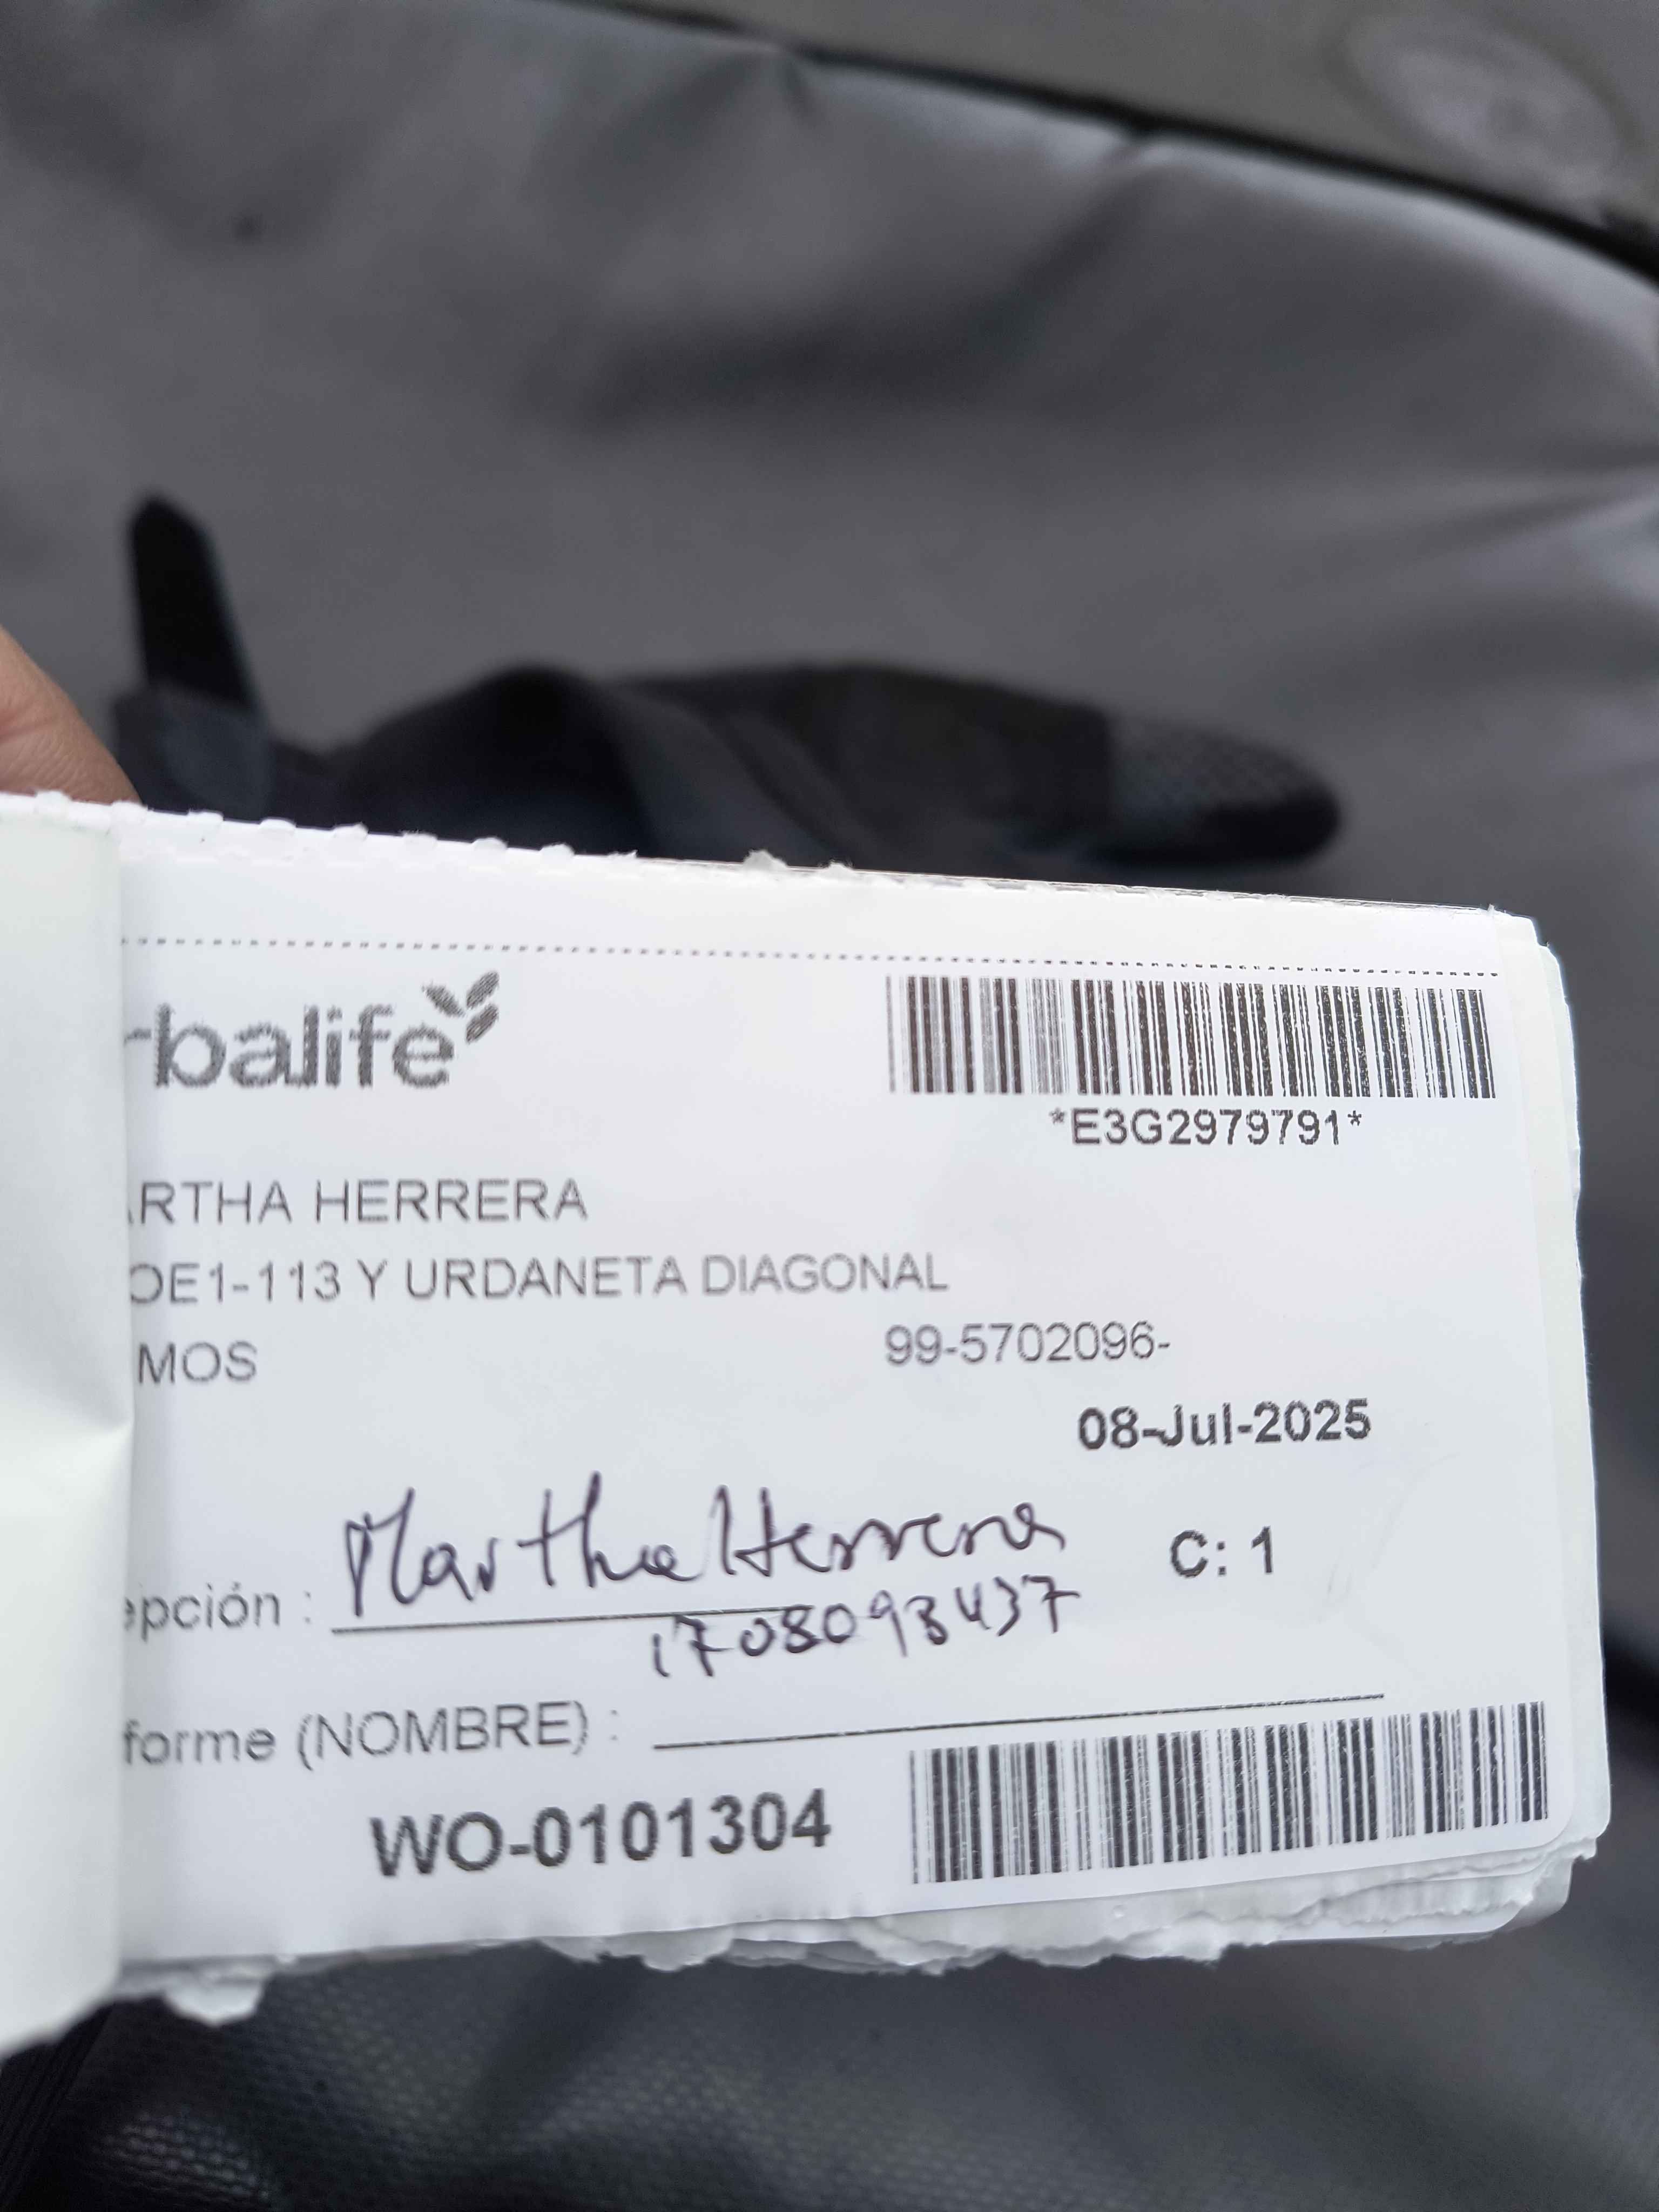 rbalife
*E3G2979791*
ARTHA HERRERA
OE1-113 Y URDANETA DIAGONAL
MOS 99-5702096-
08-Jul-2025
Martha Herrera C: 1
epción :
1708093437
forme (NOMBRE) :
WO-0101304